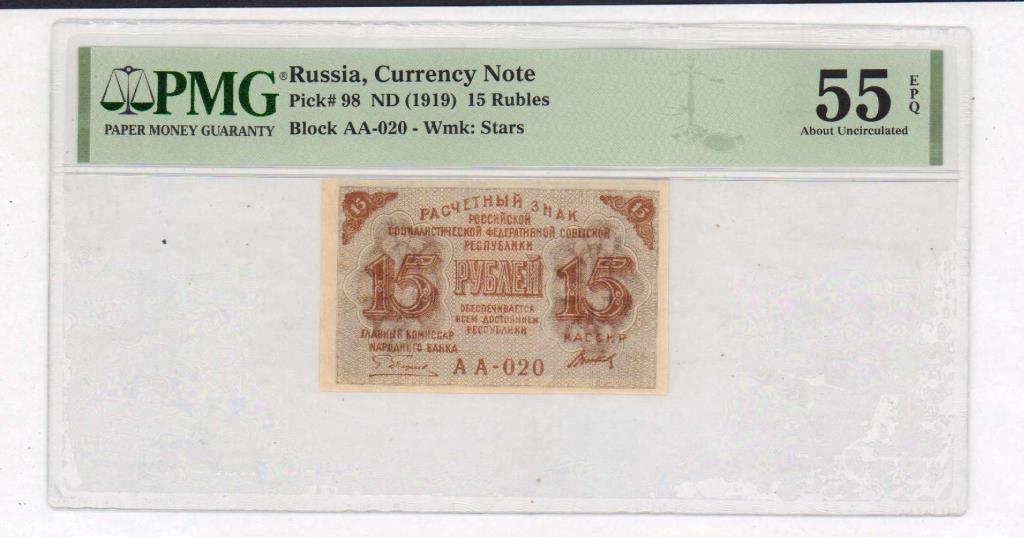 PMG®
PAPER MONEY GUARANTY
Russia, Currency Note
Pick# 98 ND (1919) 15 Rubles
Block AA-020 - Wmk: Stars
55 EPQ
About Uncirculated
15 15
РАСЧЕТНЫЙ ЗНАК
РОССИЙСКОЙ
СОЦИАЛИСТИЧЕСКОЙ ФЕДЕРАТИВНОЙ СОВЕТСКОЙ
РЕСПУБЛИКИ
15 РУБЛЕЙ 15
ОБЕСПЕЧИВАЕТСЯ
ВСЕМ ДОСТОЯНИЕМ
РЕСПУБЛИКИ
ГЛАВНЫЙ КОМИССАР
НАРОДНОГО БАНКА
КАССИР
АА-020